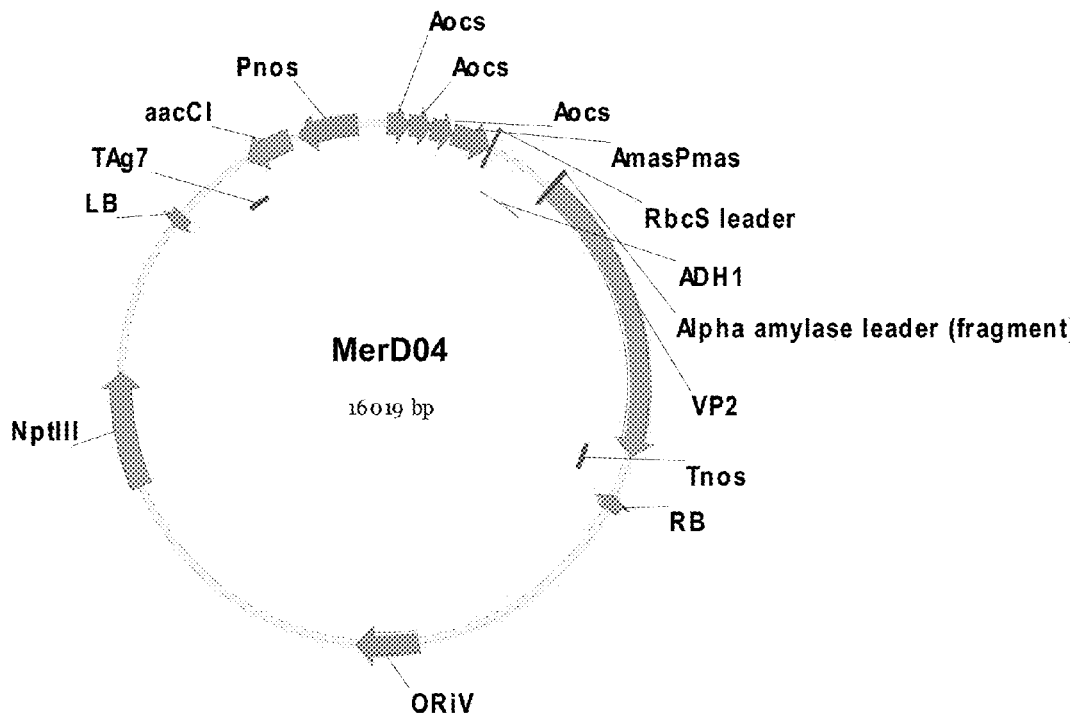 Aocs
Pnos
Aocs
aacCI
Aocs
TAg7
AmasPmas
LB
RbcS leader
ADH1
Alpha amylase leader (fragment)
MerD04
16019 bp
VP2
NptIII
Tnos
RB
ORiV